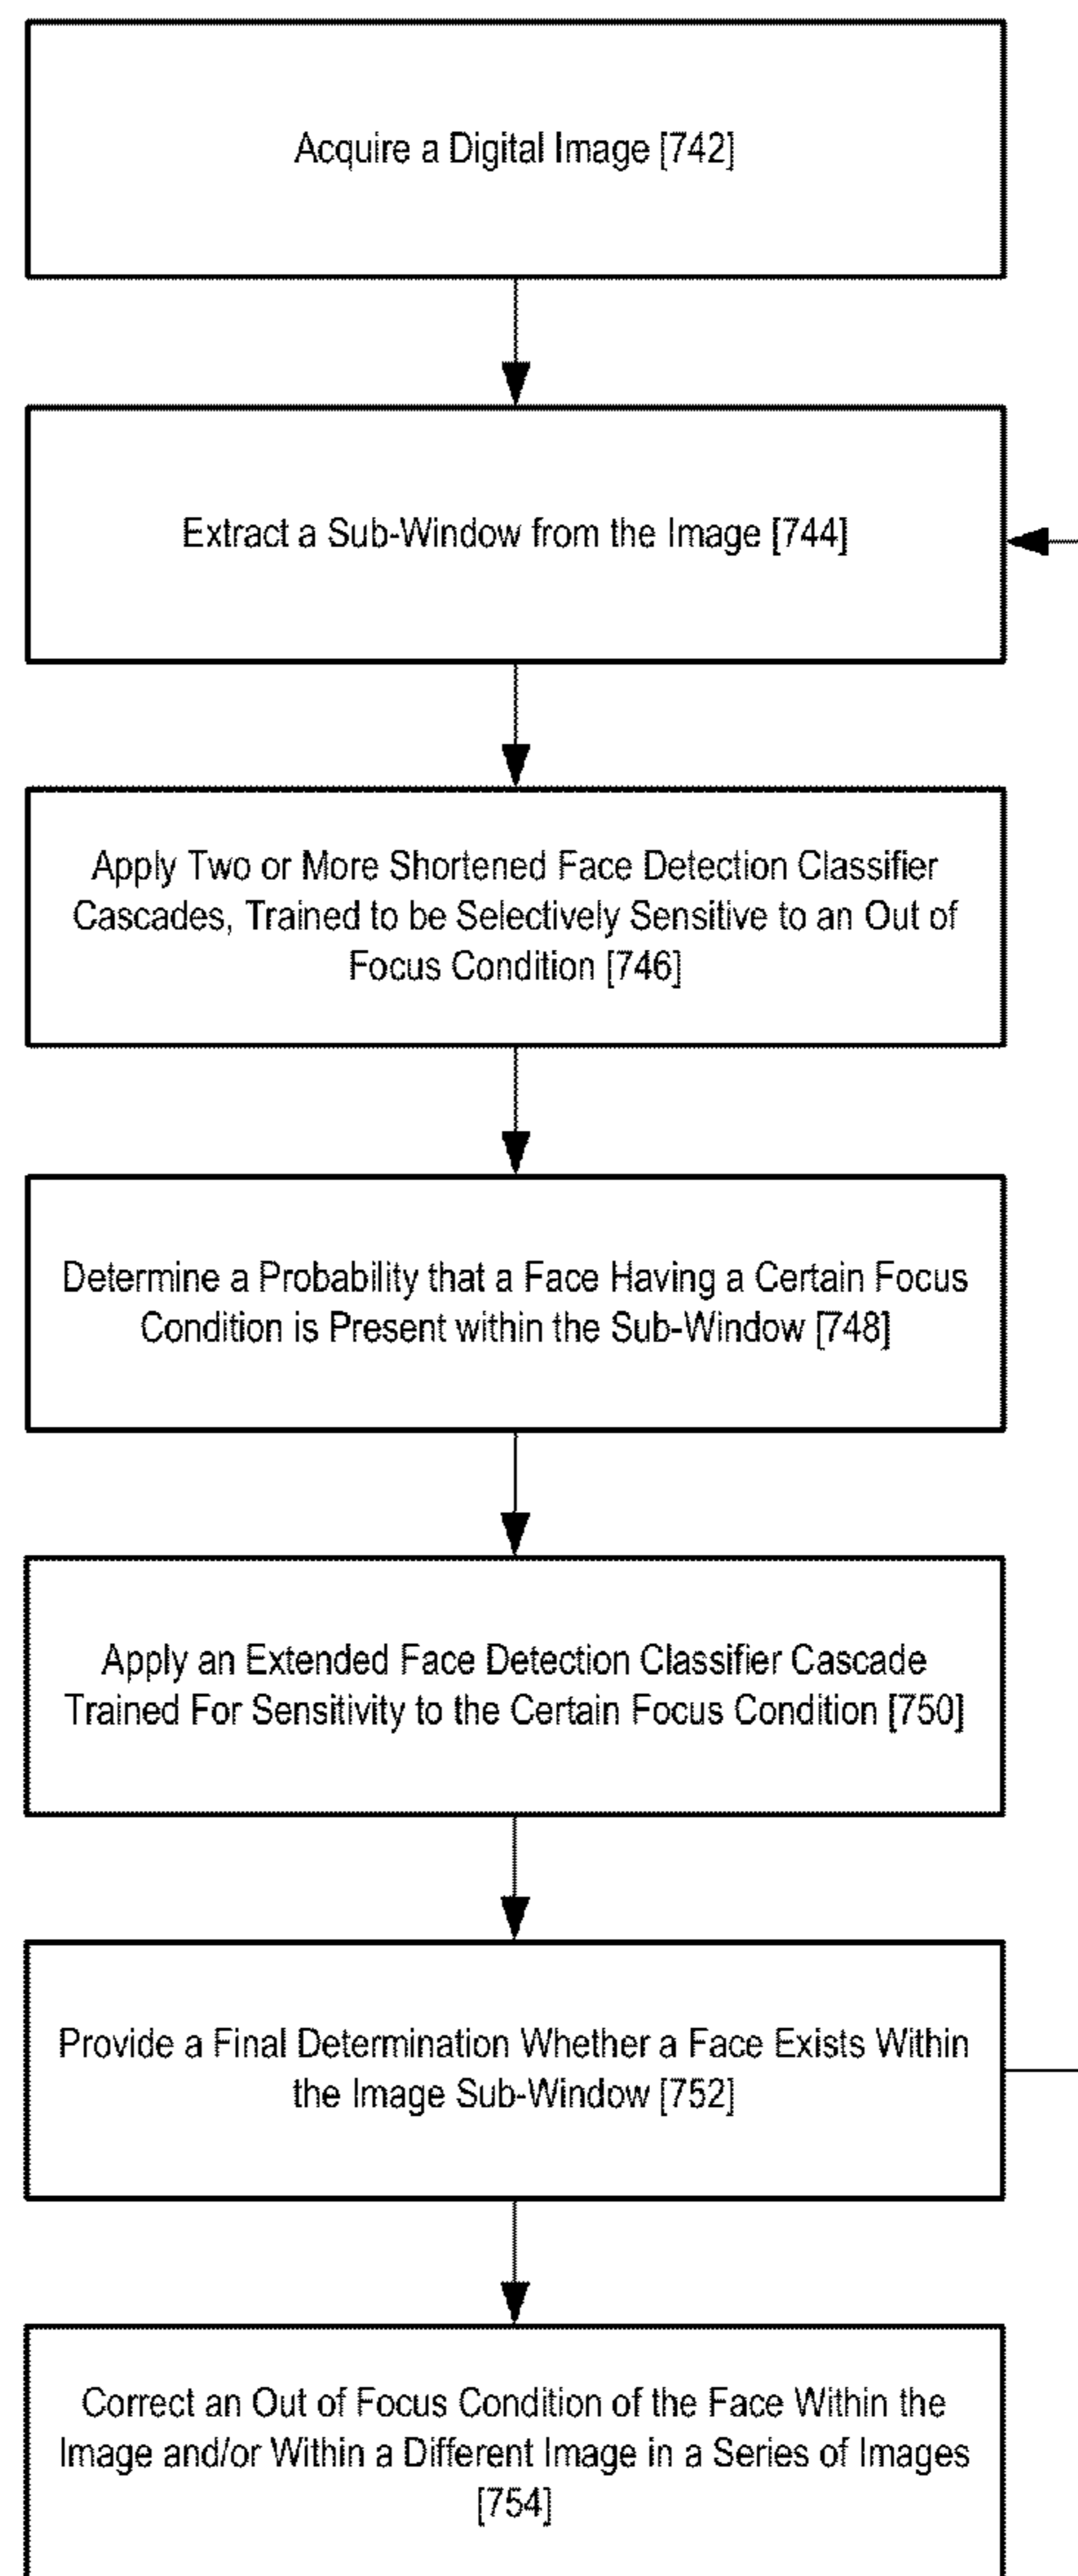 Acquire a Digital Image [742]
Extract a Sub-Window from the Image [744]
Apply Two or More Shortened Face Detection Classifier
Cascades, Trained to be Selectively Sensitive to an Out of
Focus Condition [746]
Determine a Probability that a Face Having a Certain Focus
Condition is Present within the Sub-Window [748]
Apply an Extended Face Detection Classifier Cascade
Trained For Sensitivity to the Certain Focus Condition [750]
Provide a Final Determination Whether a Face Exists Within
the Image Sub-Window [752]
Correct an Out of Focus Condition of the Face Within the
Image and/or Within a Different Image in a Series of Images
[754]